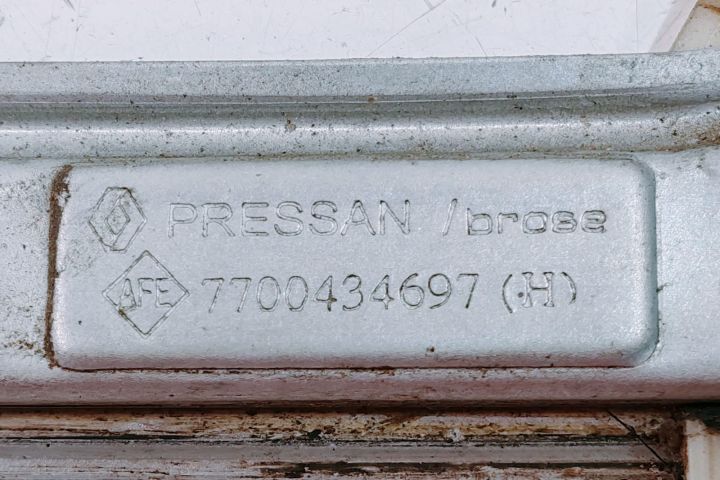 PRESSAN /brose
AFE 7700434697 (H)